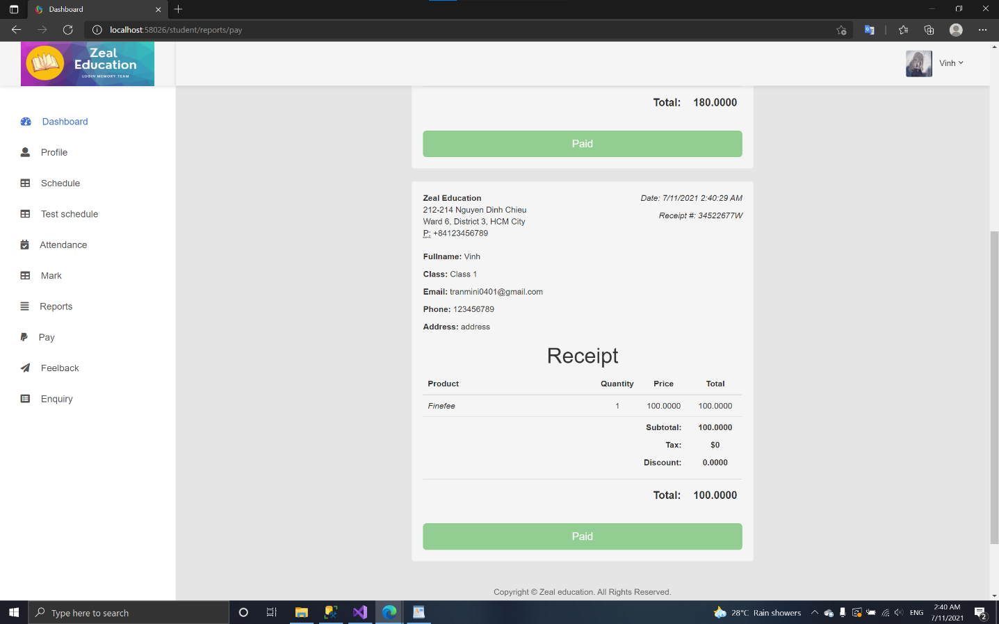 Dashboard
localhost:58026/student/reports/pay
Zeal
Education
LOGIN MEMORY TEAM
Vinh
Dashboard
Profile
Schedule
Test schedule
Attendance
Mark
Reports
Pay
Feelback
Enquiry
Total: 180.0000
Paid
Zeal Education
Date: 7/11/2021 2:40:29 AM
212-214 Nguyen Dinh Chieu
Receipt #: 34522677W
Ward 6, District 3, HCM City
P: +84123456789
Fullname: Vinh
Class: Class 1
Email: tranmini0401@gmail.com
Phone: 123456789
Address: address
Receipt
Product Quantity Price Total
Finefee 1 100.0000 100.0000
Subtotal: 100.0000
Tax: $0
Discount: 0.0000
Total: 100.0000
Paid
Copyright © Zeal education. All Rights Reserved.
Type here to search
28°C Rain showers
ENG
2:40 AM
7/11/2021
2